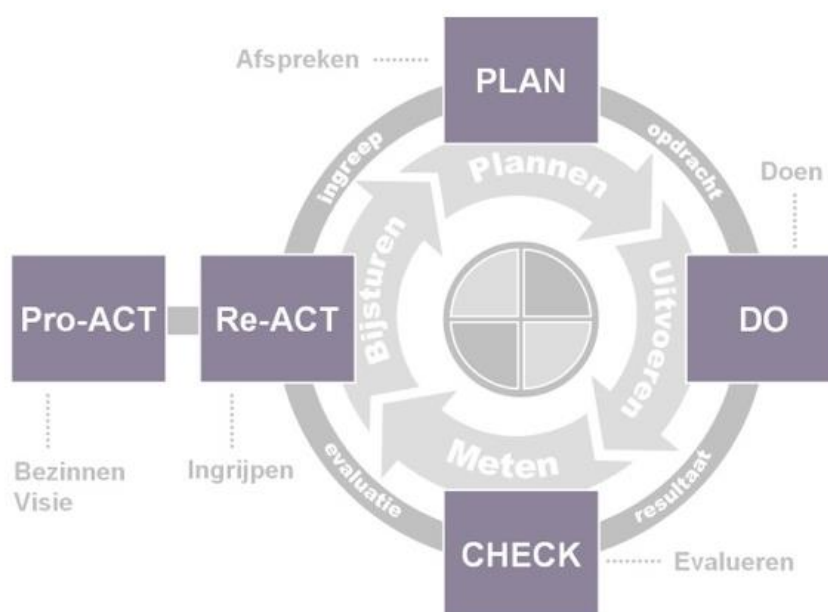 Afspreken
PLAN
ingreep
Plannen
opdracht
Doen
Bijsturen
Uitvoeren
Pro-ACT
Re-ACT
DO
Bezinnen
Visie
Ingrijpen
evaluatie
Meten
resultaat
CHECK
Evalueren